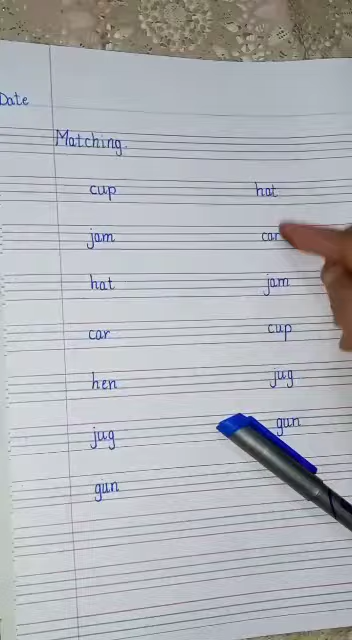 Date
Matching.
cup hat
jam car
hat jam
car cup
hen jug
jug gun
gun